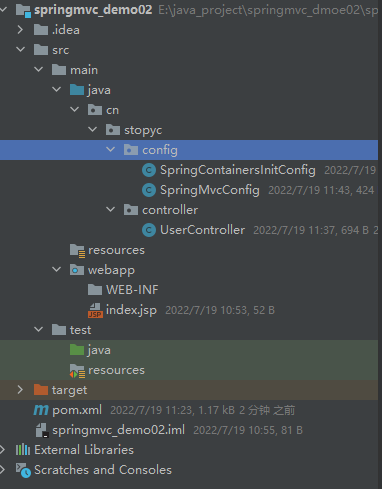 springmvc_demo02 E:\java_project\springmvc_dmoe02\sp
.idea
src
main
java
cn
stopyc
config
SpringContainersInitConfig 2022/7/19
SpringMvcConfig 2022/7/19 11:43, 424
controller
UserController 2022/7/19 11:37, 694 B 2
resources
webapp
WEB-INF
index.jsp 2022/7/19 10:53, 52 B
test
java
resources
target
pom.xml 2022/7/19 11:23, 1.17 kB 2 分钟 之前
springmvc_demo02.iml 2022/7/19 10:55, 81 B
External Libraries
Scratches and Consoles